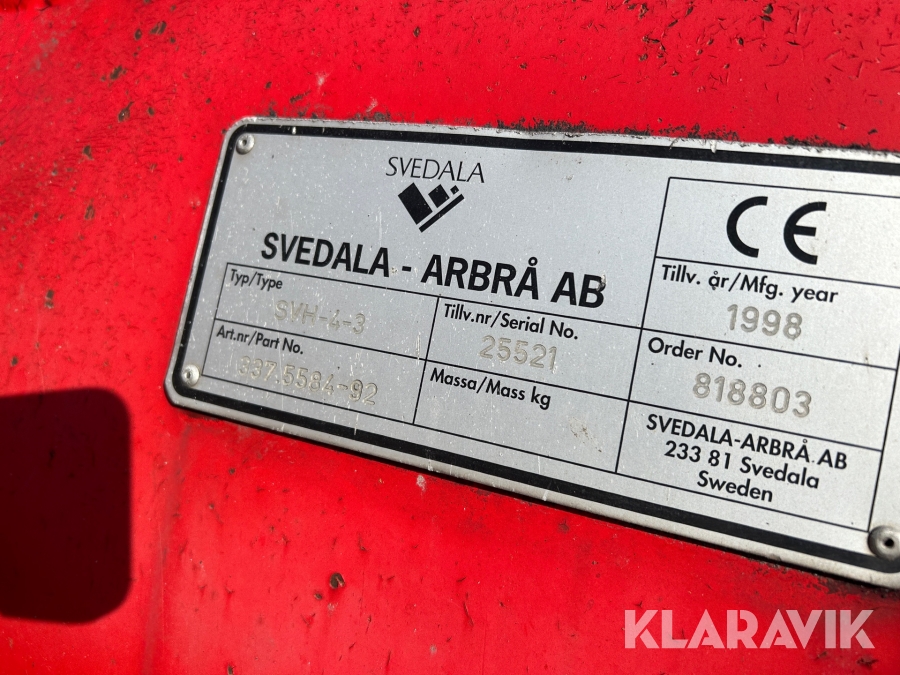 SVEDALA
SVEDALA - ARBRÅ AB
CE
Typ/Type
SVH-4-3
Tillv.nr/Serial No.
25521
Tillv. år/Mfg. year
1998
Art.nr/Part No.
337.5584-92
Massa/Mass kg
Order No.
818803
SVEDALA-ARBRÅ AB
233 81 Svedala
Sweden
KLARAVIK